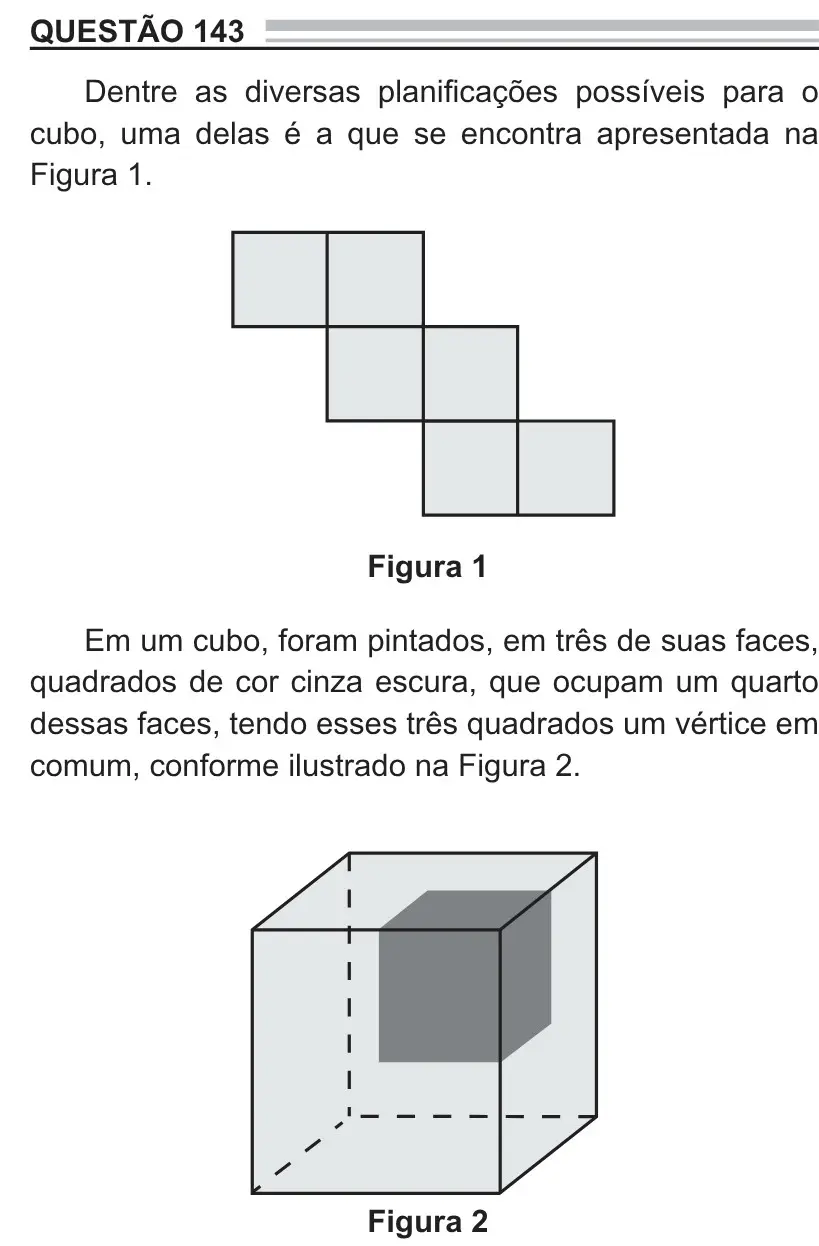 QUESTÃO 143
Dentre as diversas planificações possíveis para o
cubo, uma delas é a que se encontra apresentada na
Figura 1.
Figura 1
Em um cubo, foram pintados, em três de suas faces,
quadrados de cor cinza escura, que ocupam um quarto
dessas faces, tendo esses três quadrados um vértice em
comum, conforme ilustrado na Figura 2.
Figura 2